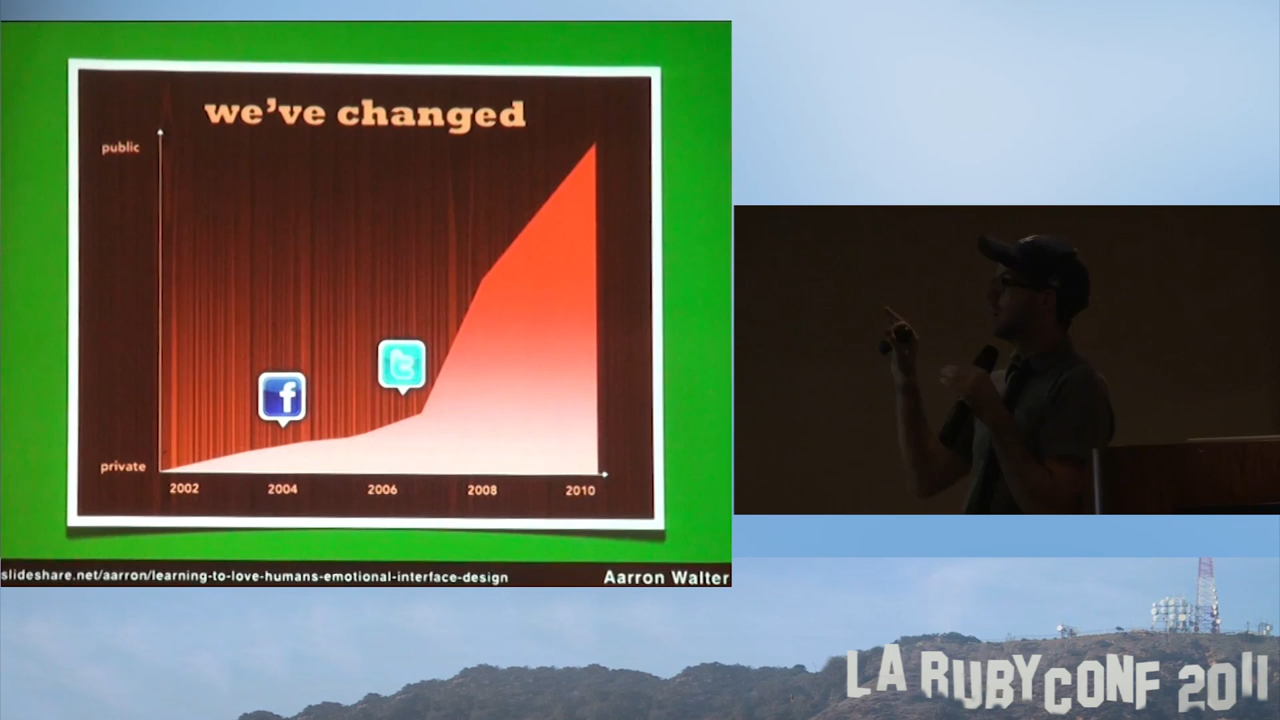 we've changed
public
private
2002 2004 2006 2008 2010
slideshare.net/aarron/learning-to-love-humans-emotional-interface-design
Aarron Walter
LA RUBYCONF 2011